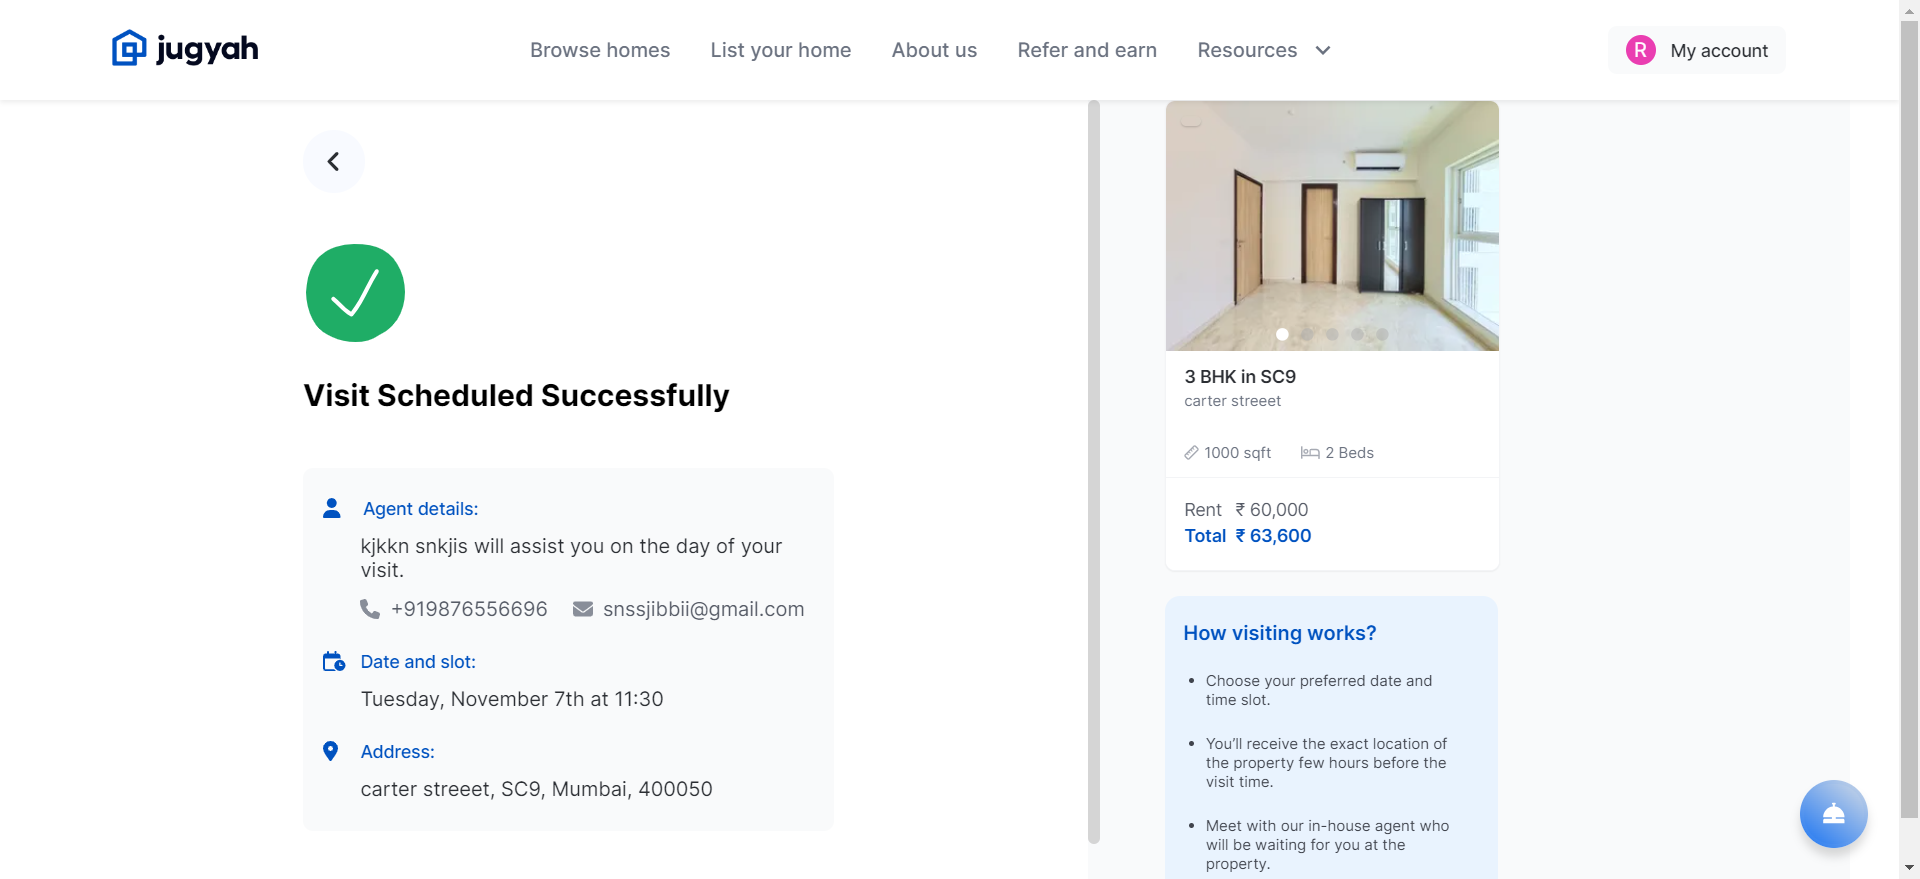 jugyah
Browse homes
List your home
About us
Refer and earn
Resources
R
My account
Visit Scheduled Successfully
Agent details:
kjkkn snkjis will assist you on the day of your
visit.
+919876556696
snssjibbii@gmail.com
Date and slot:
Tuesday, November 7th at 11:30
Address:
carter streeet, SC9, Mumbai, 400050
3 BHK in SC9
carter streeet
1000 sqft
2 Beds
Rent ₹ 60,000
Total ₹ 63,600
How visiting works?
• Choose your preferred date and
time slot.
• You’ll receive the exact location of
the property few hours before the
visit time.
• Meet with our in-house agent who
will be waiting for you at the
property.